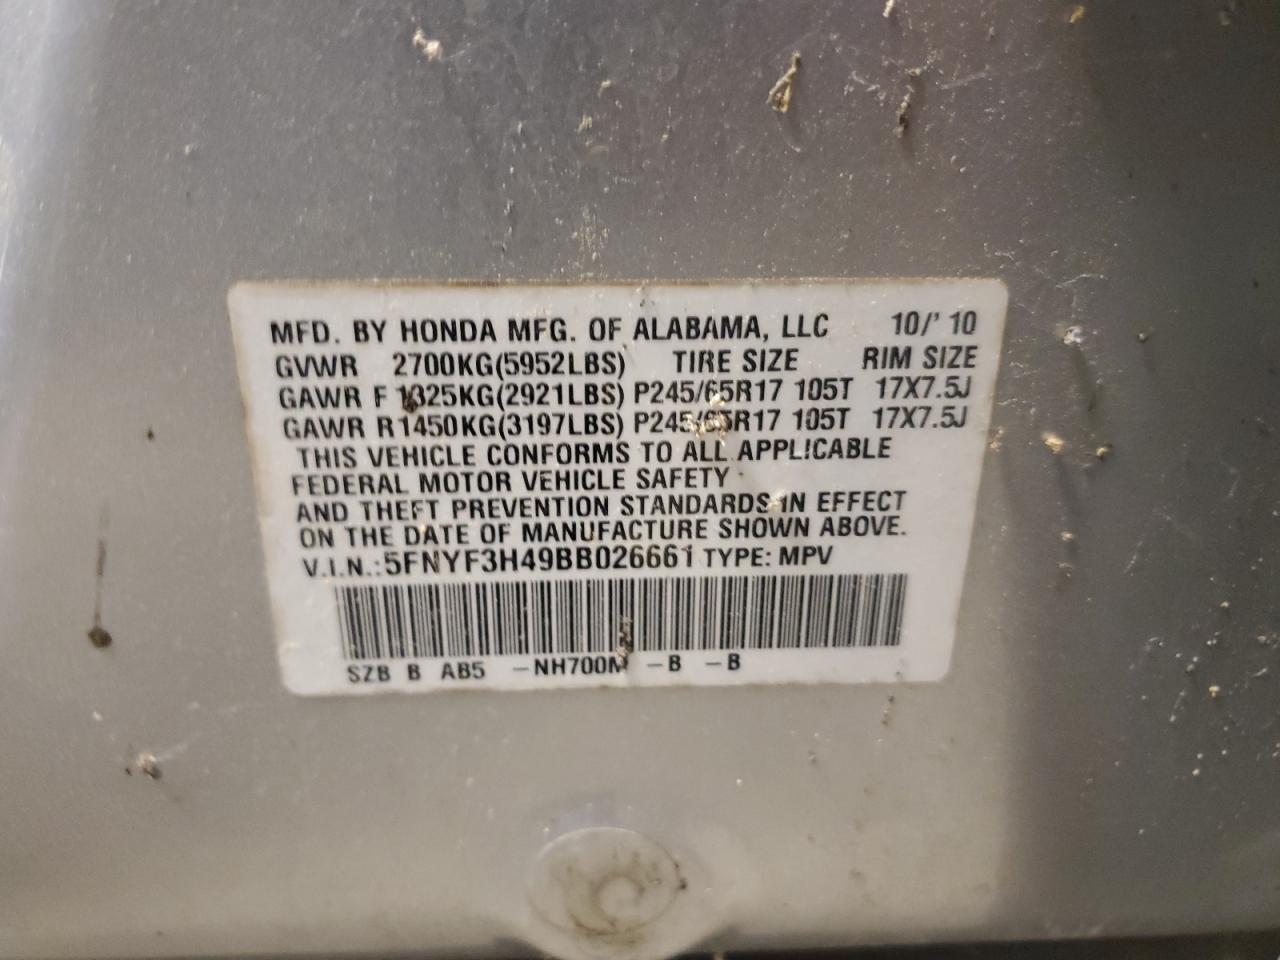 MFD. BY HONDA MFG. OF ALABAMA, LLC 10/' 10
GVWR 2700KG(5952LBS) TIRE SIZE RIM SIZE
GAWR F 1325KG(2921LBS) P245/65R17 105T 17X7.5J
GAWR R1450KG(3197LBS) P245/65R17 105T 17X7.5J
THIS VEHICLE CONFORMS TO ALL APPLICABLE
FEDERAL MOTOR VEHICLE SAFETY
AND THEFT PREVENTION STANDARDS IN EFFECT
ON THE DATE OF MANUFACTURE SHOWN ABOVE.
V.I.N.:5FNYF3H49BB026661 TYPE: MPV
SZB B AB5 -NH700M -B -B